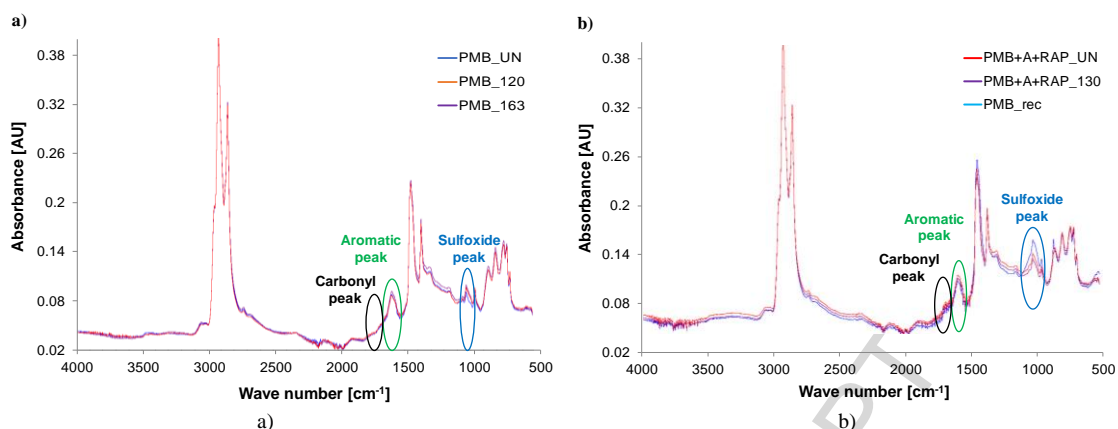 a)
0.38
0.32
0.26
0.2
0.14
0.08
0.02
Absorbance [AU]
PMB_UN
PMB_120
PMB_163
Aromatic
peak
Sulfoxide
peak
Carbonyl
peak
4000 3500 3000 2500 2000 1500 1000 500
Wave number [cm-1]
a)
b)
0.38
0.32
0.26
0.2
0.14
0.08
0.02
Absorbance [AU]
PMB+A+RAP_UN
PMB+A+RAP_130
PMB_rec
Sulfoxide
peak
Aromatic
peak
Carbonyl
peak
4000 3500 3000 2500 2000 1500 1000 500
Wave number [cm-1]
b)
PT